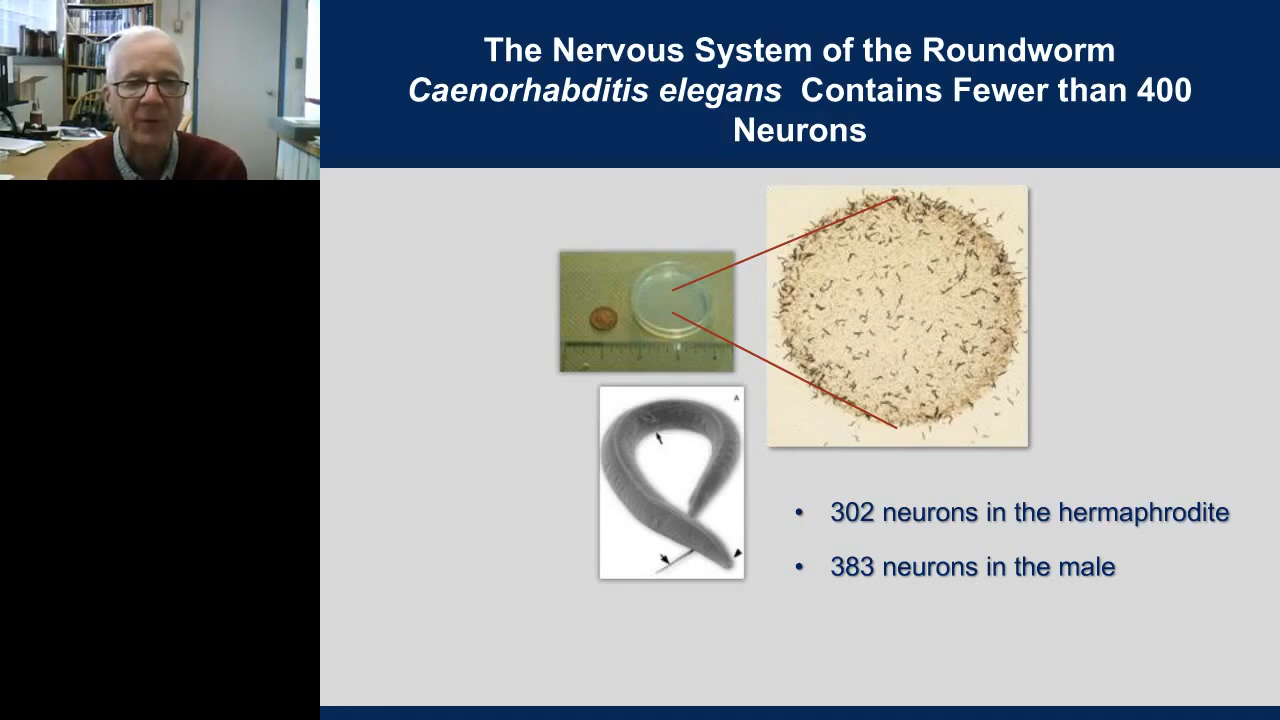 The Nervous System of the Roundworm
Caenorhabditis elegans Contains Fewer than 400
Neurons
A
• 302 neurons in the hermaphrodite
• 383 neurons in the male